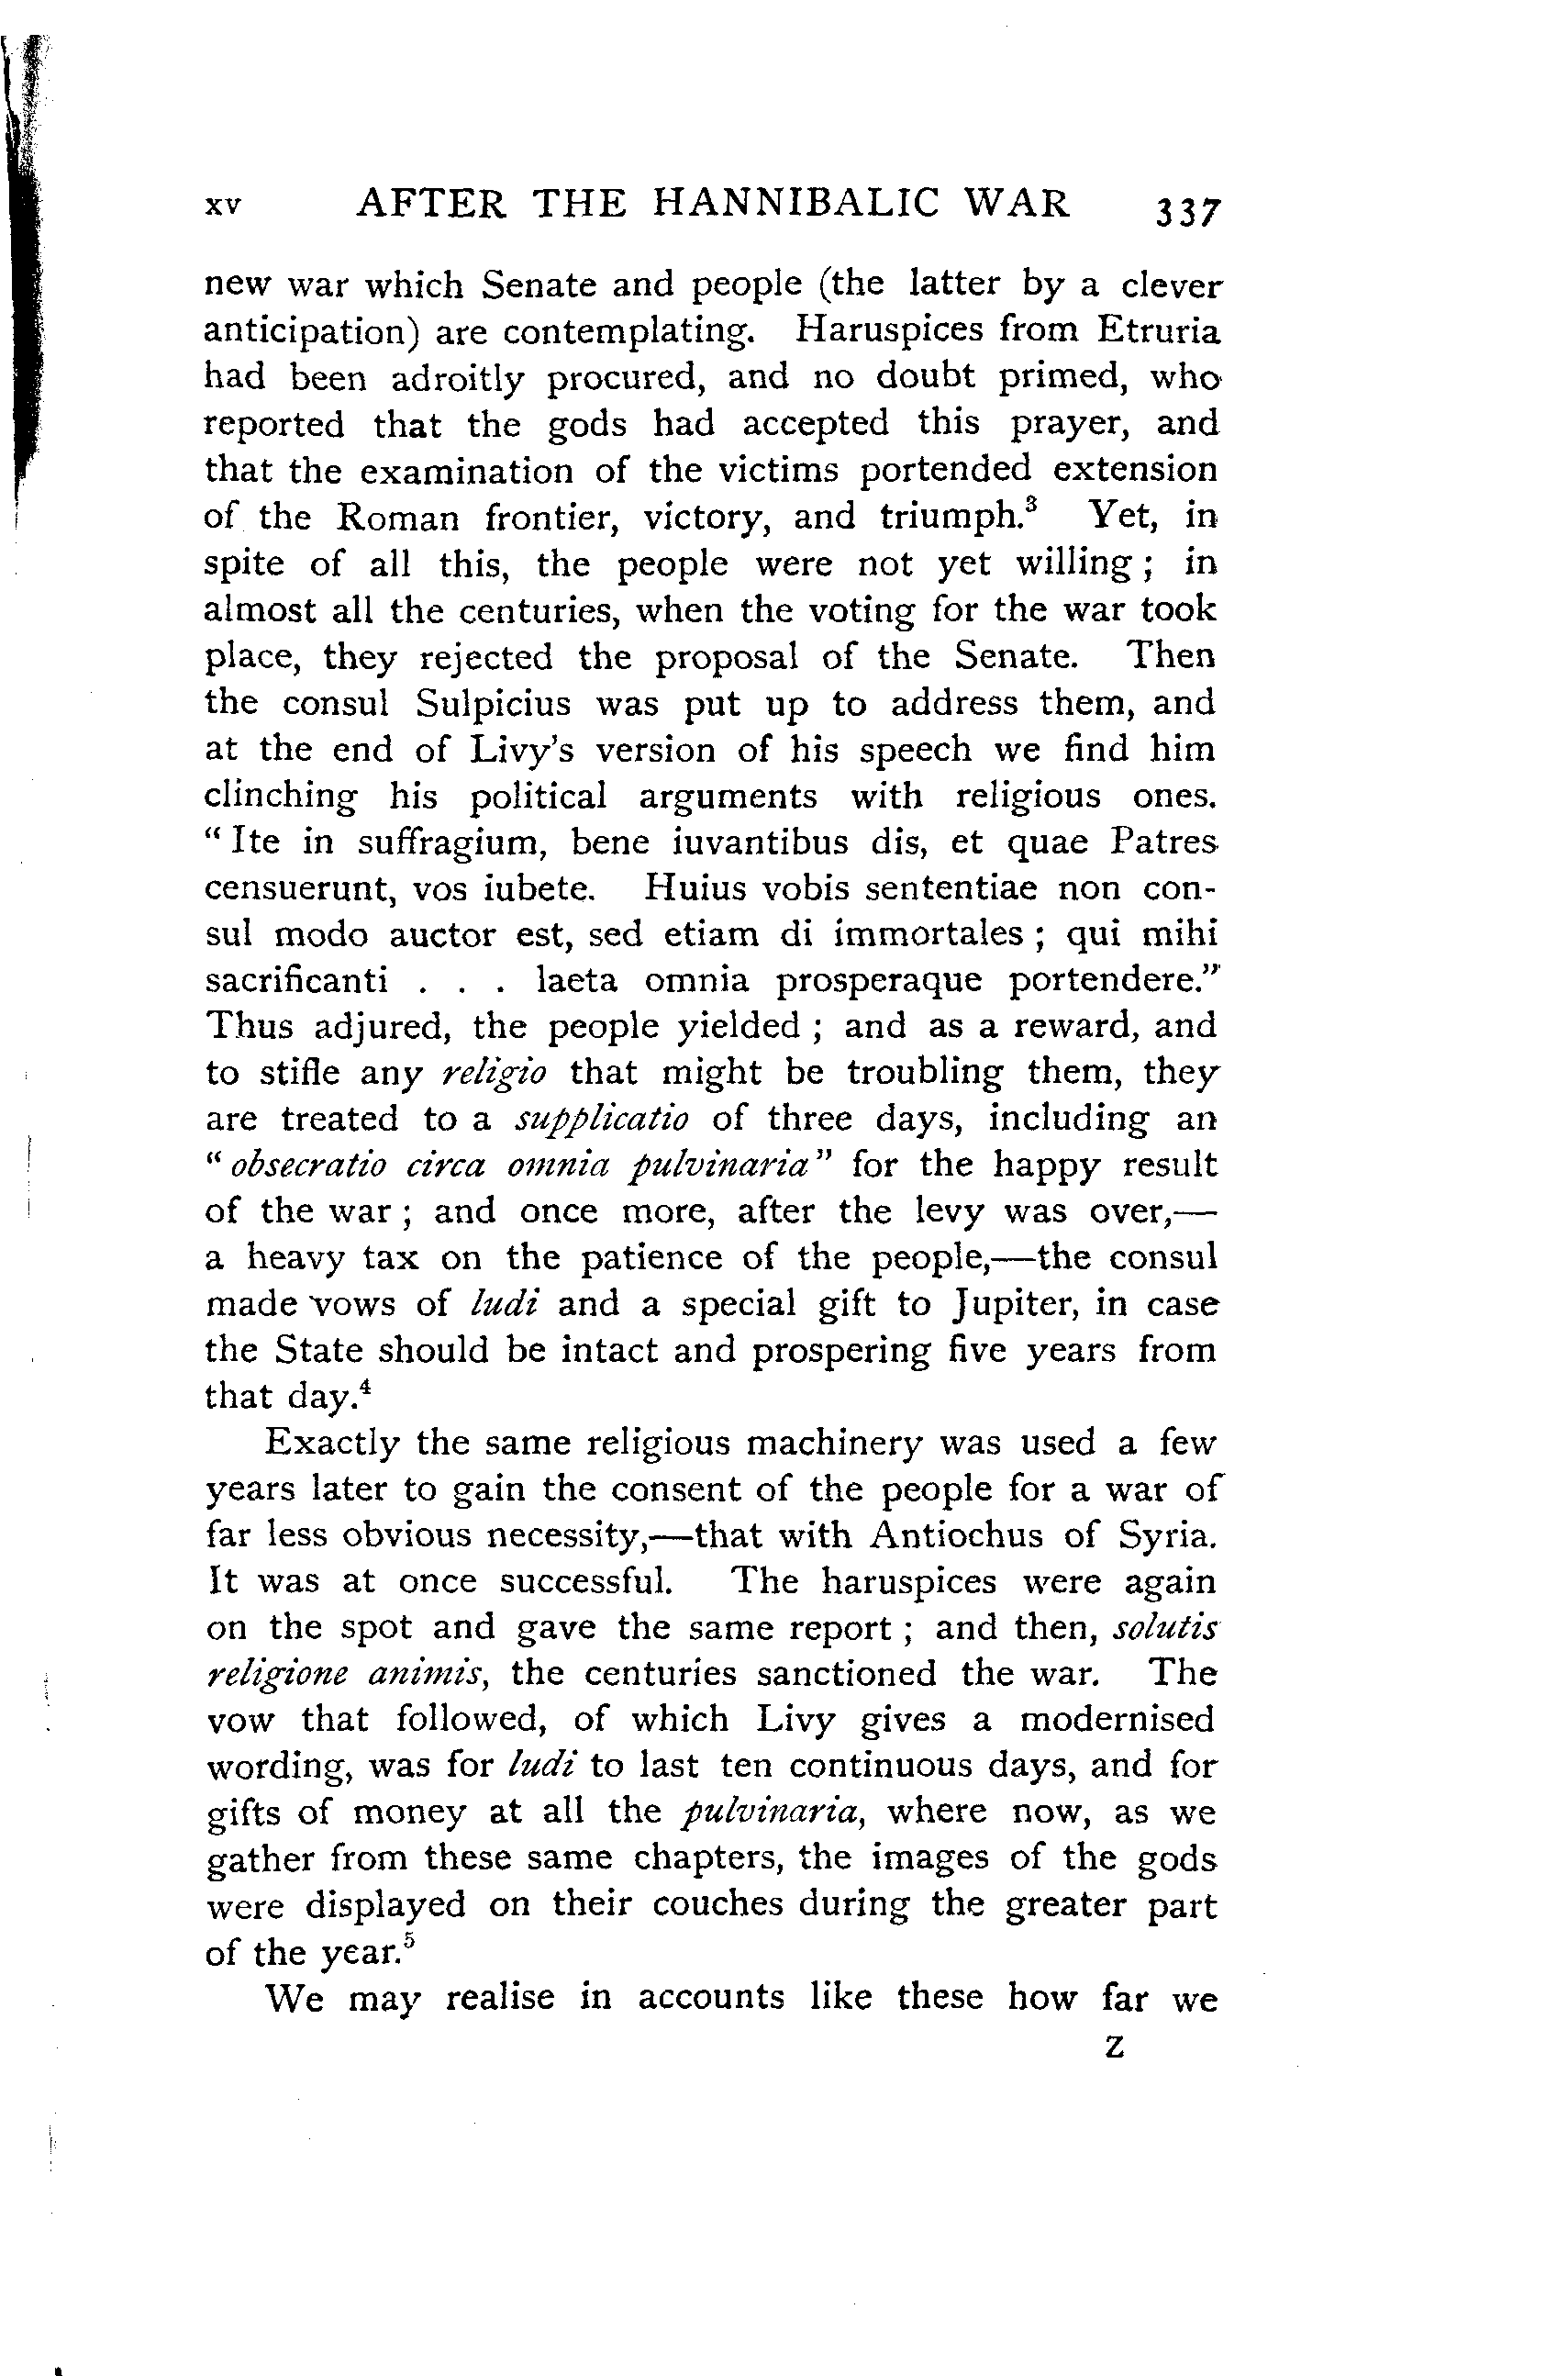 xv AFTER THE HANNIBALIC WAR 337
new war which Senate and people (the latter by a clever
anticipation) are contemplating. Haruspices from Etruria
had been adroitly procured, and no doubt primed, who
reported that the gods had accepted this prayer, and
that the examination of the victims portended extension
of the Roman frontier, victory, and triumph.³ Yet, in
spite of all this, the people were not yet willing ; in
almost all the centuries, when the voting for the war took
place, they rejected the proposal of the Senate. Then
the consul Sulpicius was put up to address them, and
at the end of Livy's version of his speech we find him
clinching his political arguments with religious ones.
“ Ite in suffragium, bene iuvantibus dis, et quae Patres
censuerunt, vos iubete. Huius vobis sententiae non con-
sul modo auctor est, sed etiam di immortales ; qui mihi
sacrificanti . . . laeta omnia prosperaque portendere.”
Thus adjured, the people yielded ; and as a reward, and
to stifle any religio that might be troubling them, they
are treated to a supplicatio of three days, including an
“ obsecratio circa omnia pulvinaria ” for the happy result
of the war ; and once more, after the levy was over,—
a heavy tax on the patience of the people,—the consul
made vows of ludi and a special gift to Jupiter, in case
the State should be intact and prospering five years from
that day.⁴
Exactly the same religious machinery was used a few
years later to gain the consent of the people for a war of
far less obvious necessity,—that with Antiochus of Syria.
It was at once successful. The haruspices were again
on the spot and gave the same report ; and then, solutis
religione animis, the centuries sanctioned the war. The
vow that followed, of which Livy gives a modernised
wording, was for ludi to last ten continuous days, and for
gifts of money at all the pulvinaria, where now, as we
gather from these same chapters, the images of the gods
were displayed on their couches during the greater part
of the year.⁵
We may realise in accounts like these how far we
Z